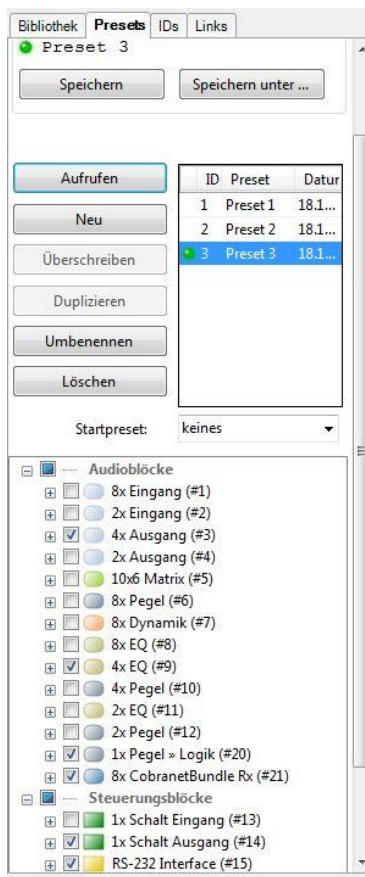 Bibliothek Presets IDs Links
Preset 3
Speichern Speichern unter ...
Aufrufen
Neu
Überschreiben
Duplizieren
Umbenennen
Löschen
ID Preset Datur
1 Preset 1 18.1...
2 Preset 2 18.1...
3 Preset 3 18.1...
Startpreset: keines
Audioblöcke
8x Eingang (#1)
2x Eingang (#2)
4x Ausgang (#3)
2x Ausgang (#4)
10x6 Matrix (#5)
8x Pegel (#6)
8x Dynamik (#7)
8x EQ (#8)
4x EQ (#9)
4x Pegel (#10)
2x EQ (#11)
2x Pegel (#12)
1x Pegel » Logik (#20)
8x CobranetBundle Rx (#21)
Steuerungsblöcke
1x Schalt Eingang (#13)
1x Schalt Ausgang (#14)
RS-232 Interface (#15)